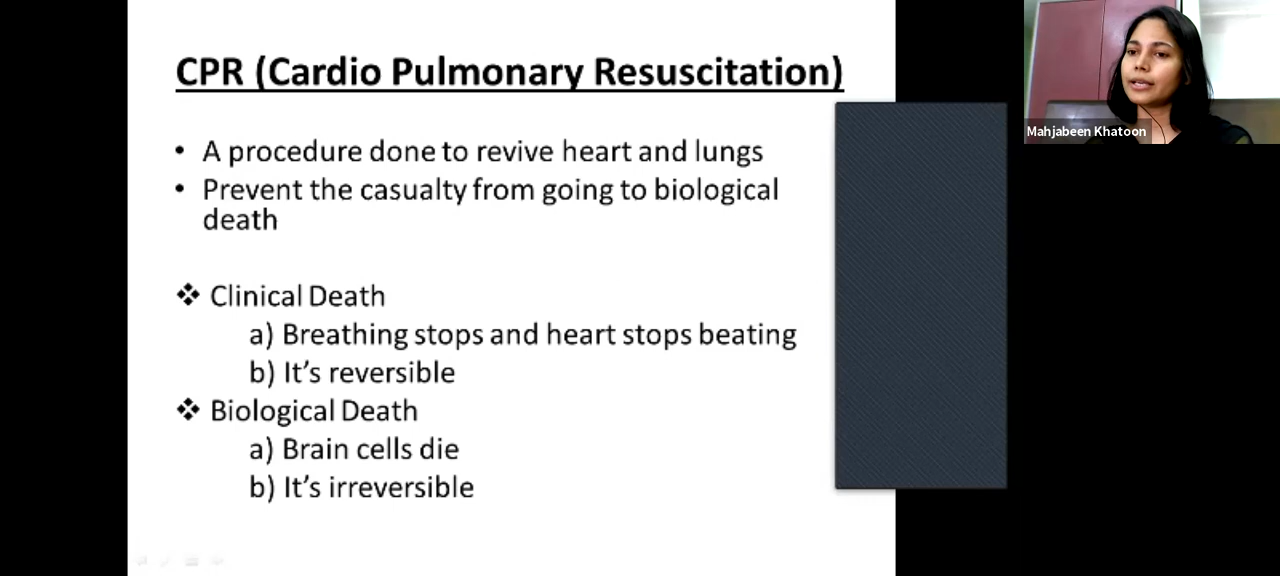 CPR (Cardio Pulmonary Resuscitation)
• A procedure done to revive heart and lungs
• Prevent the casualty from going to biological
death
❖ Clinical Death
a) Breathing stops and heart stops beating
b) It’s reversible
❖ Biological Death
a) Brain cells die
b) It’s irreversible
Mahjabeen Khatoon